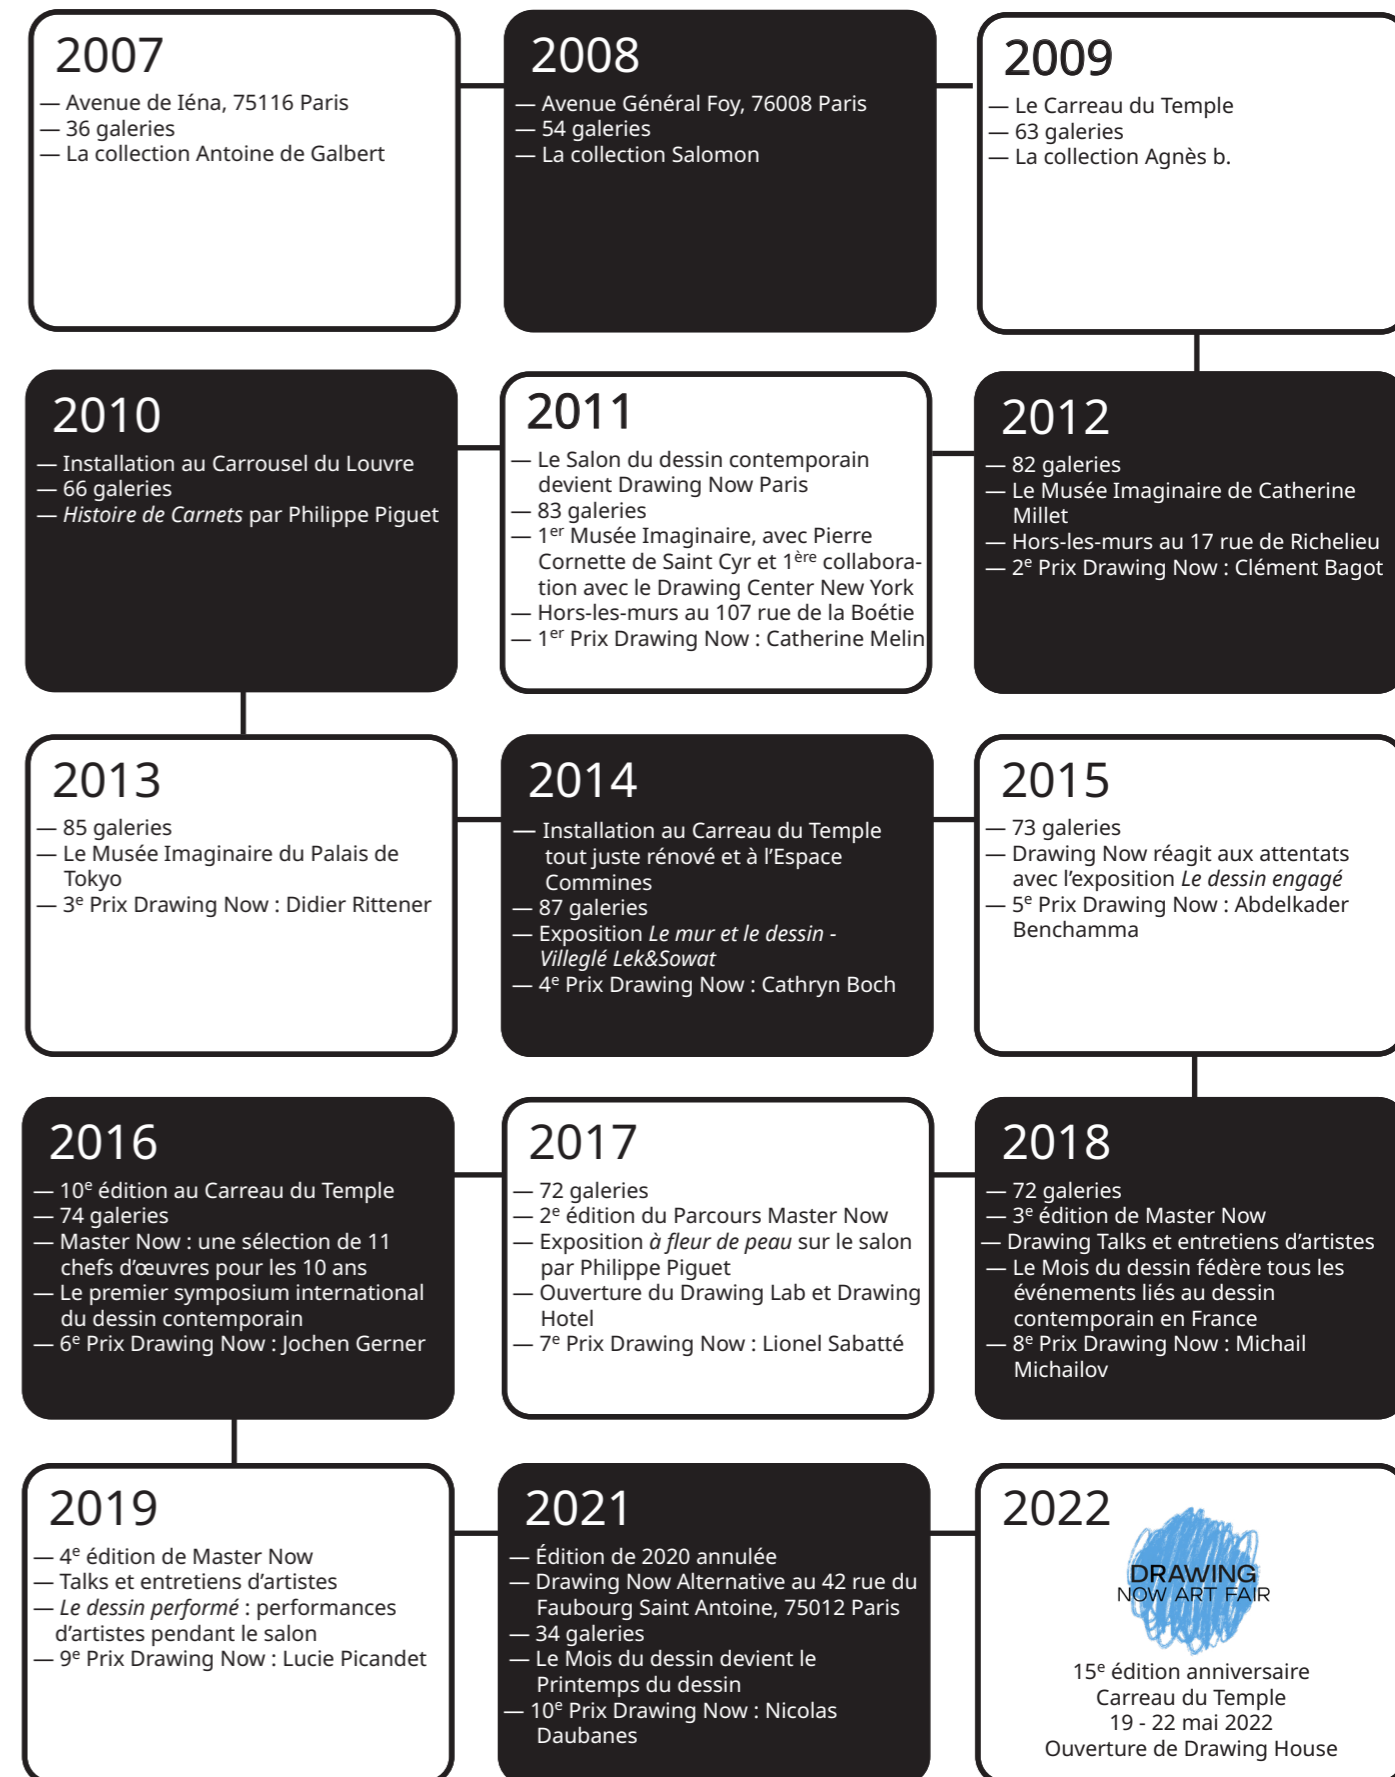 2007
— Avenue de Iéna, 75116 Paris
— 36 galeries
— La collection Antoine de Galbert
2008
— Avenue Général Foy, 76008 Paris
— 54 galeries
— La collection Salomon
2009
— Le Carreau du Temple
— 63 galeries
— La collection Agnès b.
2010
— Installation au Carrousel du Louvre
— 66 galeries
— Histoire de Carnets par Philippe Piguet
2011
— Le Salon du dessin contemporain
devient Drawing Now Paris
— 83 galeries
— 1er Musée Imaginaire, avec Pierre
Cornette de Saint Cyr et 1ère collabora-
tion avec le Drawing Center New York
— Hors-les-murs au 107 rue de la Boétie
— 1er Prix Drawing Now : Catherine Melin
2012
— 82 galeries
— Le Musée Imaginaire de Catherine
Millet
— Hors-les-murs au 17 rue de Richelieu
— 2e Prix Drawing Now : Clément Bagot
2013
— 85 galeries
— Le Musée Imaginaire du Palais de
Tokyo
— 3e Prix Drawing Now : Didier Rittener
2014
— Installation au Carreau du Temple
tout juste rénové et à l’Espace
Commines
— 87 galeries
— Exposition Le mur et le dessin -
Villeglé Lek&Sowat
— 4e Prix Drawing Now : Cathryn Boch
2015
— 73 galeries
— Drawing Now réagit aux attentats
avec l’exposition Le dessin engagé
— 5e Prix Drawing Now : Abdelkader
Benchamma
2016
— 10e édition au Carreau du Temple
— 74 galeries
— Master Now : une sélection de 11
chefs d’œuvres pour les 10 ans
— Le premier symposium international
du dessin contemporain
— 6e Prix Drawing Now : Jochen Gerner
2017
— 72 galeries
— 2e édition du Parcours Master Now
— Exposition à fleur de peau sur le salon
par Philippe Piguet
— Ouverture du Drawing Lab et Drawing
Hotel
— 7e Prix Drawing Now : Lionel Sabatté
2018
— 72 galeries
— 3e édition de Master Now
— Drawing Talks et entretiens d’artistes
— Le Mois du dessin fédère tous les
événements liés au dessin
contemporain en France
— 8e Prix Drawing Now : Michail
Michailov
2019
— 4e édition de Master Now
— Talks et entretiens d’artistes
— Le dessin performé : performances
d’artistes pendant le salon
— 9e Prix Drawing Now : Lucie Picandet
2021
— Édition de 2020 annulée
— Drawing Now Alternative au 42 rue du
Faubourg Saint Antoine, 75012 Paris
— 34 galeries
— Le Mois du dessin devient le
Printemps du dessin
— 10e Prix Drawing Now : Nicolas
Daubanes
2022
DRAWING
NOW ART FAIR
15e édition anniversaire
Carreau du Temple
19 - 22 mai 2022
Ouverture de Drawing House